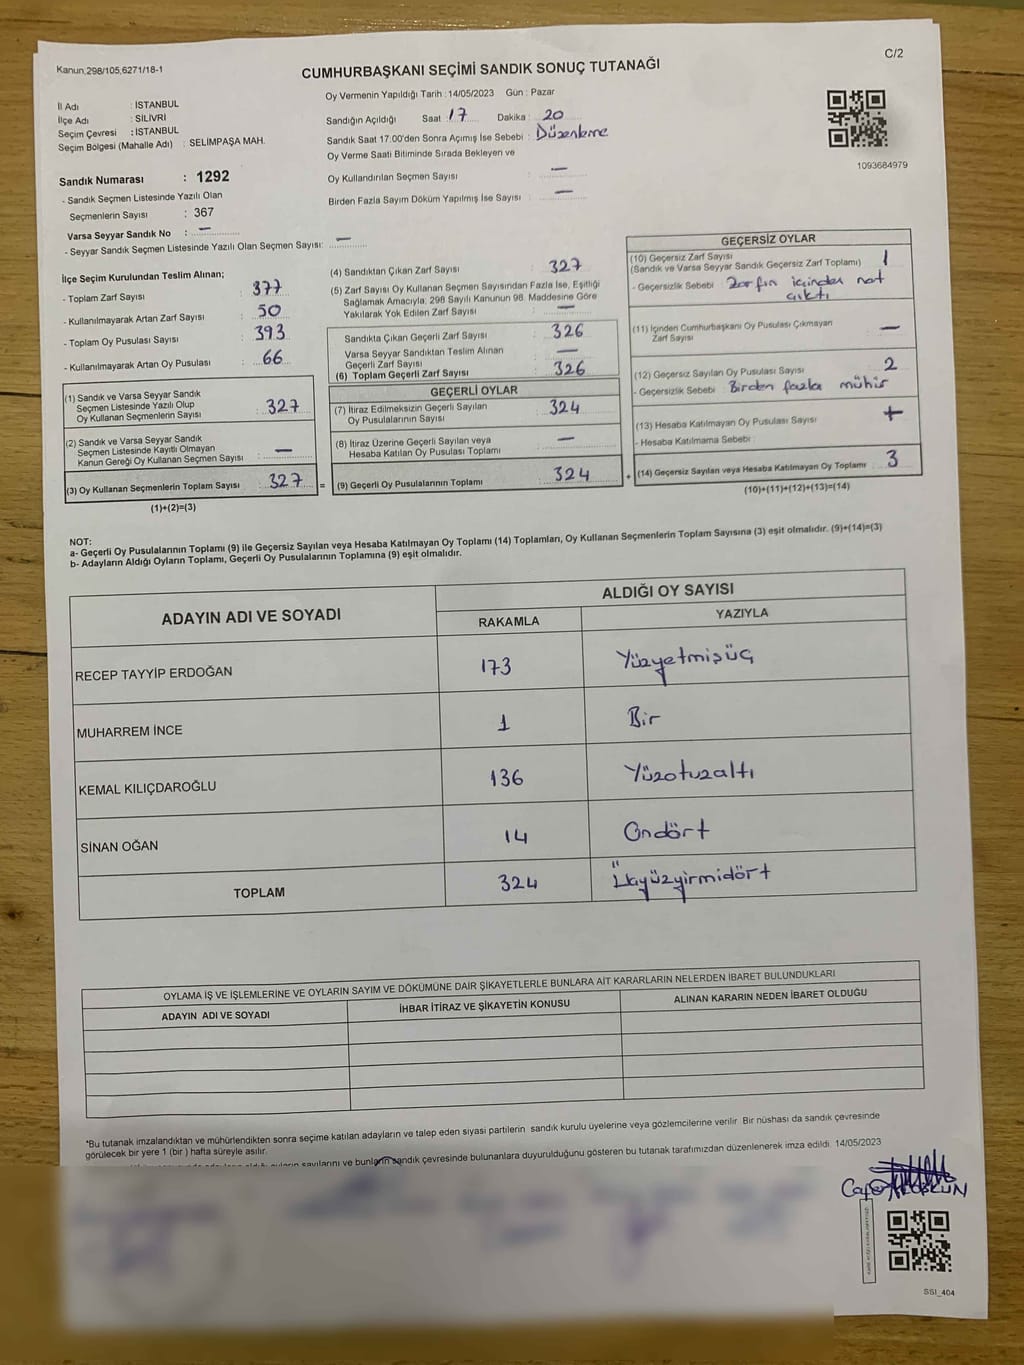 Kanun,298/105,6271/18-1
C/2
CUMHURBAŞKANI SEÇİMİ SANDIK SONUÇ TUTANAĞI
İl Adı : İSTANBUL
İlçe Adı : SİLİVRİ
Seçim Çevresi : İSTANBUL
Seçim Bölgesi (Mahalle Adı) : SELİMPAŞA MAH.
Sandık Numarası : 1292
- Sandık Seçmen Listesinde Yazılı Olan
Seçmenlerin Sayısı : 367
Varsa Seyyar Sandık No : —
- Seyyar Sandık Seçmen Listesinde Yazılı Olan Seçmen Sayısı: —
Oy Vermenin Yapıldığı Tarih : 14/05/2023 Gün : Pazar
Sandığın Açıldığı Saat : 17 Dakika : 20
Sandık Saat 17:00'den Sonra Açımış İse Sebebi : Düzenleme
Oy Verme Saati Bitiminde Sırada Bekleyen ve
Oy Kullandırılan Seçmen Sayısı : —
Birden Fazla Sayım Döküm Yapılmış İse Sayısı : —
1093684979
İlçe Seçim Kurulundan Teslim Alınan;
- Toplam Zarf Sayısı : 377
- Kullanılmayarak Artan Zarf Sayısı : 50
- Toplam Oy Pusulası Sayısı : 393
- Kullanılmayarak Artan Oy Pusulası : 66
(1) Sandık ve Varsa Seyyar Sandık
Seçmen Listesinde Yazılı Olup
Oy Kullanan Seçmenlerin Sayısı : 327
(2) Sandık ve Varsa Seyyar Sandık
Seçmen Listesinde Kayıtlı Olmayan
Kanun Gereği Oy Kullanan Seçmen Sayısı : —
(3) Oy Kullanan Seçmenlerin Toplam Sayısı : 327 =
(1)+(2)=(3)
(4) Sandıktan Çıkan Zarf Sayısı : 327
(5) Zarf Sayısı Oy Kullanan Seçmen Sayısından Fazla İse, Eşitliği
Sağlamak Amacıyla; 298 Sayılı Kanunun 98. Maddesine Göre
Yakılarak Yok Edilen Zarf Sayısı : —
Sandıkta Çıkan Geçerli Zarf Sayısı : 326
Varsa Seyyar Sandıktan Teslim Alınan
Geçerli Zarf Sayısı : —
(6) Toplam Geçerli Zarf Sayısı : 326
GEÇERLİ OYLAR
(7) İtiraz Edilmeksizin Geçerli Sayılan
Oy Pusulasının Sayısı : 324
(8) İtiraz Üzerine Geçerli Sayılan veya
Hesaba Katılan Oy Pusulası Toplamı : —
(9) Geçerli Oy Pusulalarının Toplamı : 324 +
GEÇERSİZ OYLAR
(10) Geçersiz Zarf Sayısı : 1
(Sandık ve Varsa Seyyar Sandık Geçersiz Zarf Toplamı)
- Geçersizlik Sebebi : Zarfın içinden not
çıktı
(11) İçinden Cumhurbaşkanı Oy Pusulası Çıkmayan
Zarf Sayısı : —
(12) Geçersiz Sayılan Oy Pusulası Sayısı : 2
- Geçersizlik Sebebi : Birden fazla mühür
(13) Hesaba Katılmayan Oy Pusulası Sayısı : +
- Hesaba Katılmama Sebebi :
(14) Geçersiz Sayılan veya Hesaba Katılmayan Oy Toplamı : 3
(10)+(11)+(12)+(13)=(14)
NOT:
a- Geçerli Oy Pusulalarının Toplamı (9) ile Geçersiz Sayılan veya Hesaba Katılmayan Oy Toplamı (14) Toplamları, Oy Kullanan Seçmenlerin Toplam Sayısına (3) eşit olmalıdır. (9)+(14)=(3)
b- Adayların Aldığı Oyların Toplamı, Geçerli Oy Pusulalarının Toplamına (9) eşit olmalıdır.
ADAYIN ADI VE SOYADI
ALDIĞI OY SAYISI
RAKAMLA YAZIYLA
RECEP TAYYİP ERDOĞAN 173 Yüzyetmişüç
MUHARREM İNCE 1 Bir
KEMAL KILIÇDAROĞLU 136 Yüzotuzaltı
SİNAN OĞAN 14 Ondört
TOPLAM 324 Üçyüzyirmidört
OYLAMA İŞ VE İŞLEMLERİNE VE OYLARIN SAYIM VE DÖKÜMÜNE DAİR ŞİKAYETLERLE BUNLARA AİT KARARLARIN NELERDEN İBARET BULUNDUKLARI
ADAYIN ADI VE SOYADI İHBAR İTİRAZ VE ŞİKAYETİN KONUSU ALINAN KARARIN NEDEN İBARET OLDUĞU
*Bu tutanak imzalandıktan ve mühürlendikten sonra seçime katılan adayların ve talep eden siyasi partilerin sandık kurulu üyelerine veya gözlemcilerine verilir. Bir nüshası da sandık çevresinde
görülecek bir yere 1 (bir ) hafta süreyle asılır.
sayılarını ve bunların sandık çevresinde bulunanlara duyurulduğunu gösteren bu tutanak tarafımızdan düzenlenerek imza edildi. 14/05/2023
SSI_404